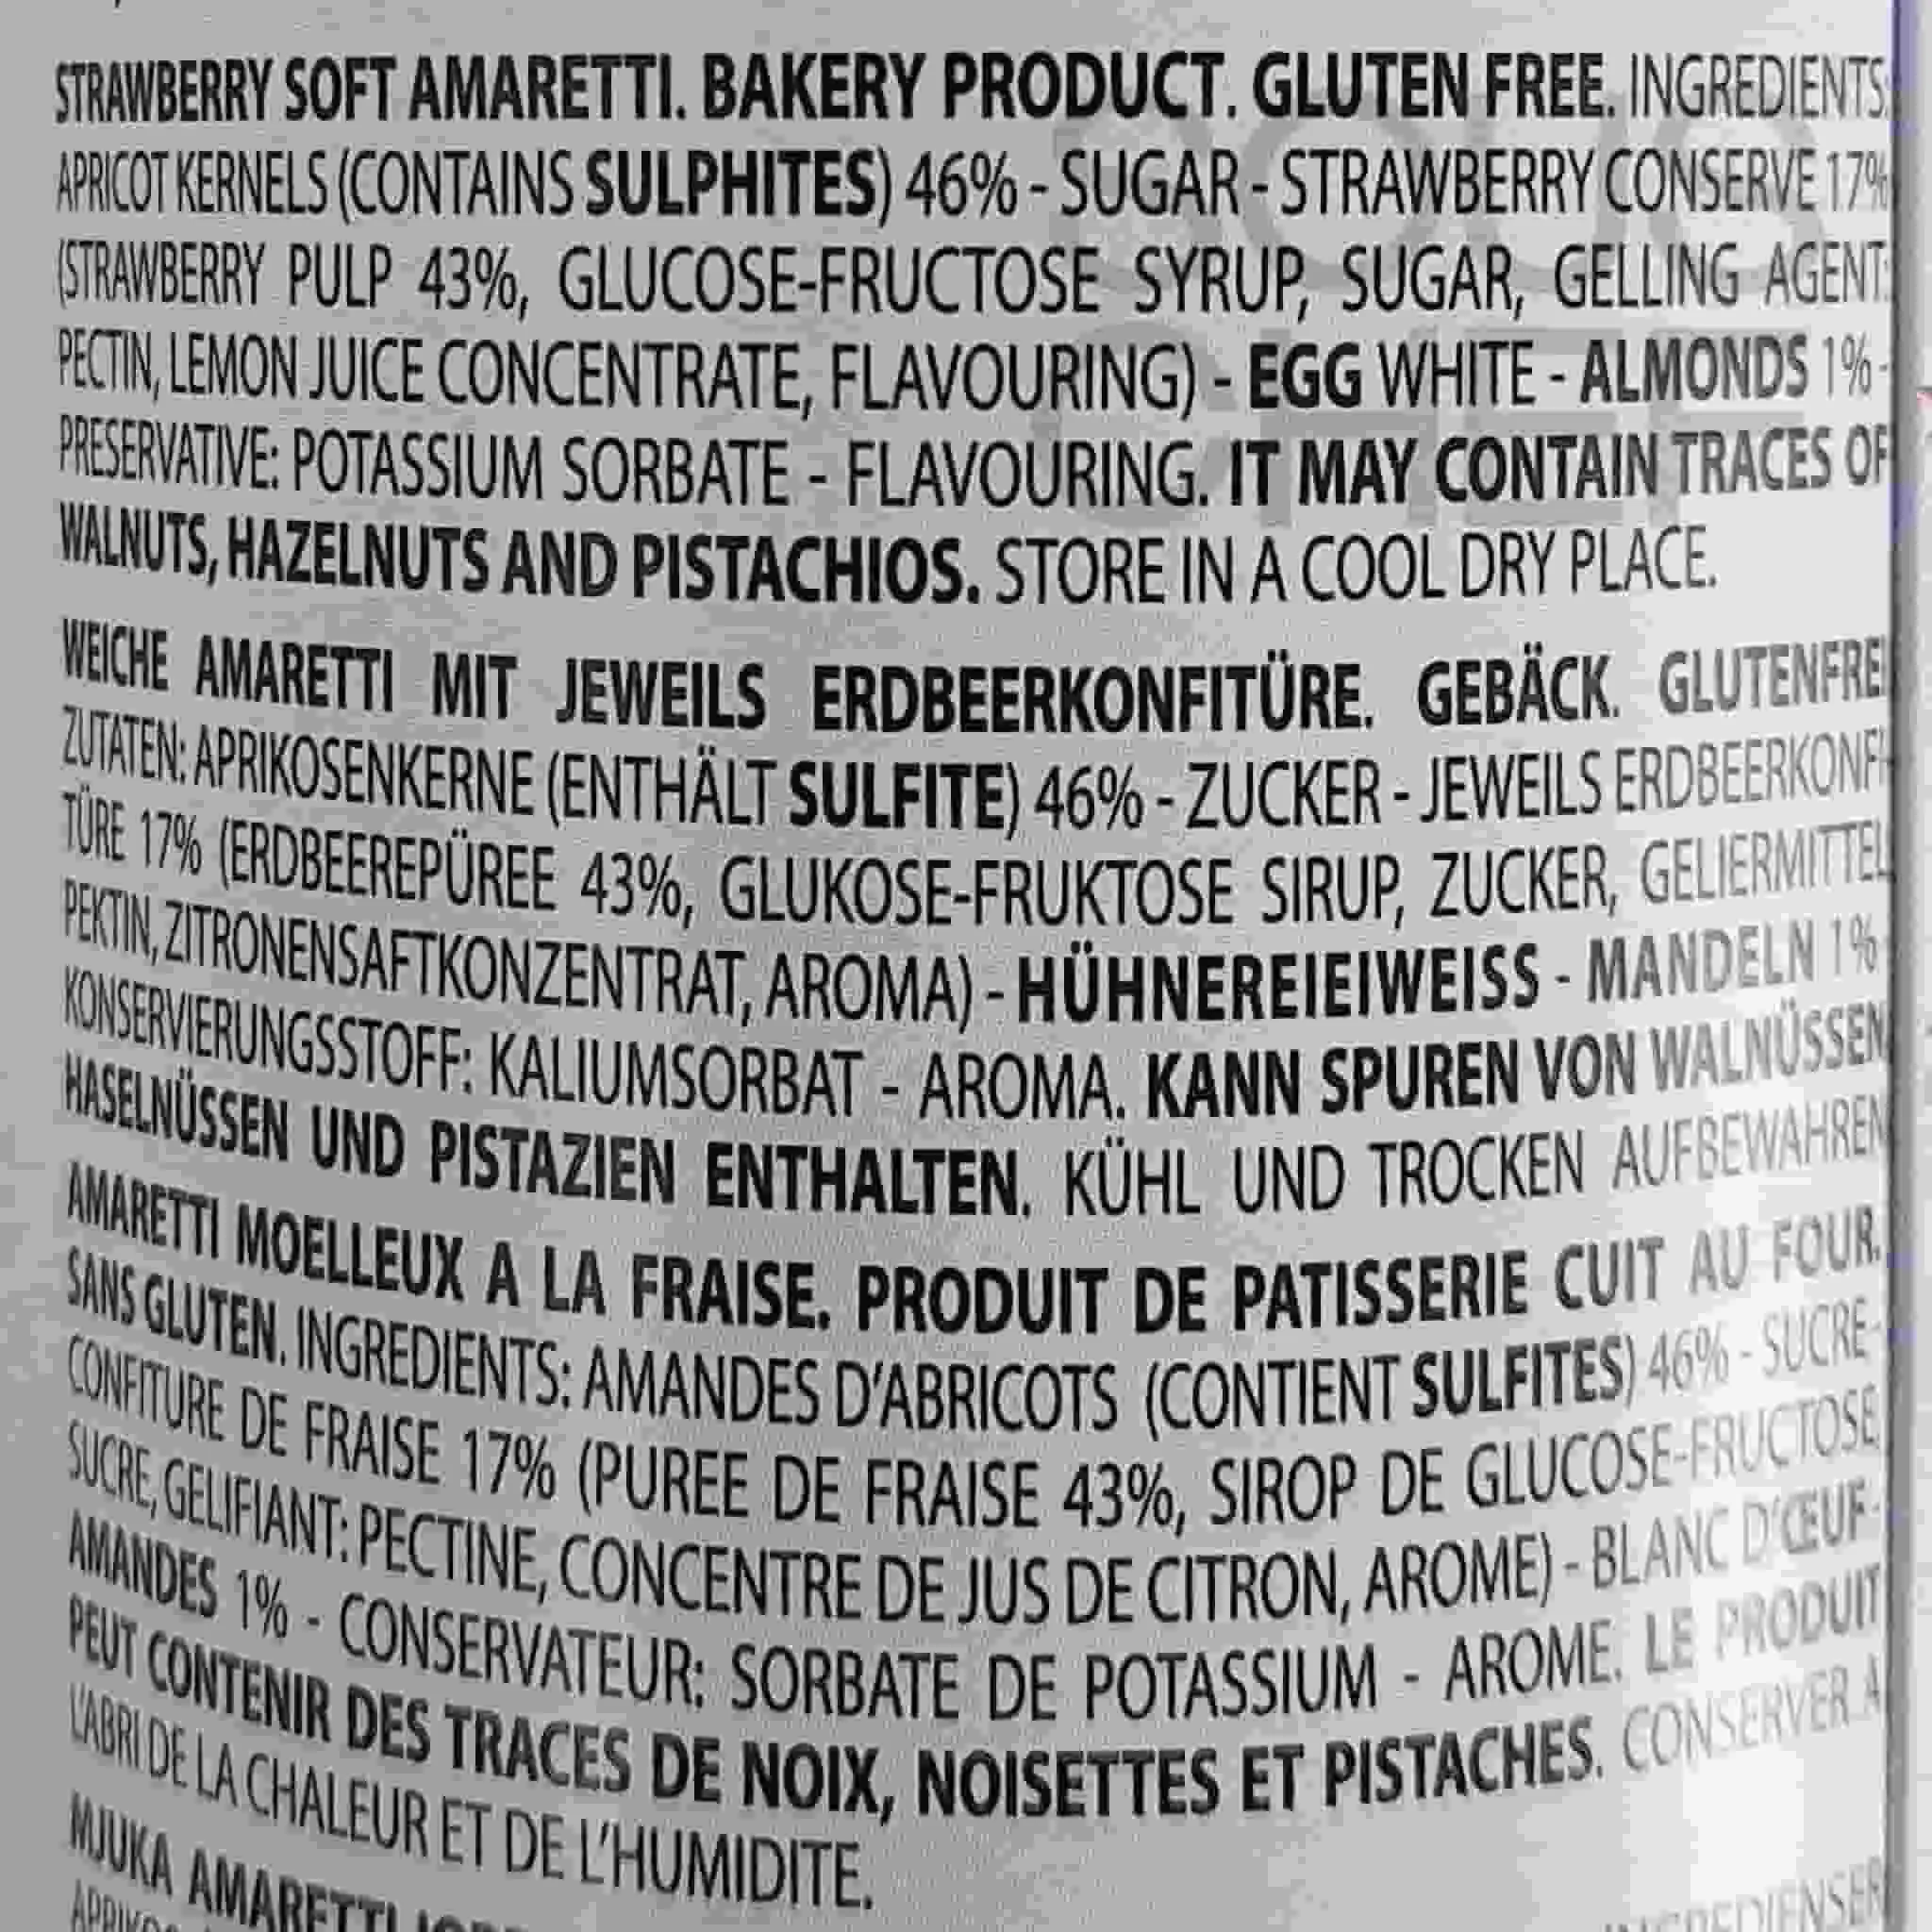 STRAWBERRY SOFT AMARETTI. BAKERY PRODUCT. GLUTEN FREE. INGREDIENTS:
APRICOT KERNELS (CONTAINS SULPHITES) 46% - SUGAR - STRAWBERRY CONSERVE 17%
(STRAWBERRY PULP 43%, GLUCOSE-FRUCTOSE SYRUP, SUGAR, GELLING AGENT:
PECTIN, LEMON JUICE CONCENTRATE, FLAVOURING) - EGG WHITE - ALMONDS 1% -
PRESERVATIVE: POTASSIUM SORBATE - FLAVOURING. IT MAY CONTAIN TRACES OF
WALNUTS, HAZELNUTS AND PISTACHIOS. STORE IN A COOL DRY PLACE.
WEICHE AMARETTI MIT JEWEILS ERDBEERKONFITÜRE. GEBÄCK. GLUTENFREI
ZUTATEN: APRIKOSENKERNE (ENTHÄLT SULFITE) 46% - ZUCKER - JEWEILS ERDBEERKONFI-
TÜRE 17% (ERDBEEREPÜREE 43%, GLUKOSE-FRUKTOSE SIRUP, ZUCKER, GELIERMITTEL
PEKTIN, ZITRONENSAFTKONZENTRAT, AROMA) - HÜHNEREIEIWEISS - MANDELN 1%
KONSERVIERUNGSSTOFF: KALIUMSORBAT - AROMA. KANN SPUREN VON WALNÜSSEN
HASELNÜSSEN UND PISTAZIEN ENTHALTEN. KÜHL UND TROCKEN AUFBEWAHREN
AMARETTI MOELLEUX A LA FRAISE. PRODUIT DE PATISSERIE CUIT AU FOUR.
SANS GLUTEN. INGREDIENTS: AMANDES D'ABRICOTS (CONTIENT SULFITES) 46% - SUCRE -
CONFITURE DE FRAISE 17% (PUREE DE FRAISE 43%, SIROP DE GLUCOSE-FRUCTOSE,
SUCRE, GELIFIANT: PECTINE, CONCENTRE DE JUS DE CITRON, AROME) - BLANC D'ŒUF -
AMANDES 1% - CONSERVATEUR: SORBATE DE POTASSIUM - AROME. LE PRODUIT
PEUT CONTENIR DES TRACES DE NOIX, NOISETTES ET PISTACHES. CONSERVER A
L'ABRI DE LA CHALEUR ET DE L'HUMIDITE.
MJUKA AMARETTI